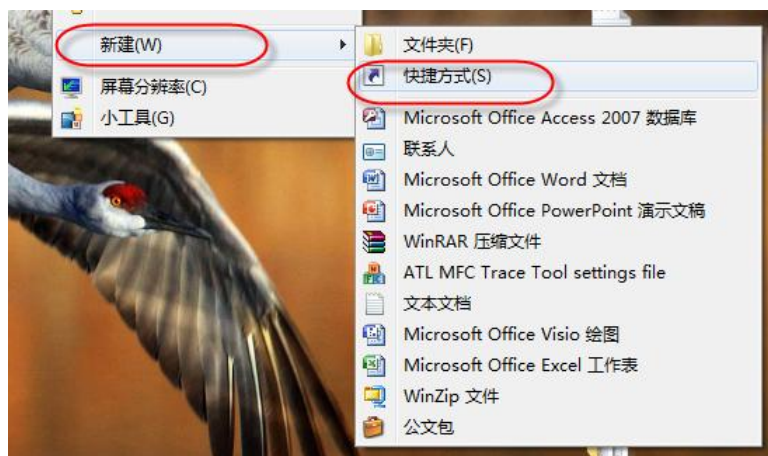 新建(W)
屏幕分辨率(C)
小工具(G)
文件夹(F)
快捷方式(S)
Microsoft Office Access 2007 数据库
联系人
Microsoft Office Word 文档
Microsoft Office PowerPoint 演示文稿
WinRAR 压缩文件
ATL MFC Trace Tool settings file
文本文档
Microsoft Office Visio 绘图
Microsoft Office Excel 工作表
WinZip 文件
公文包